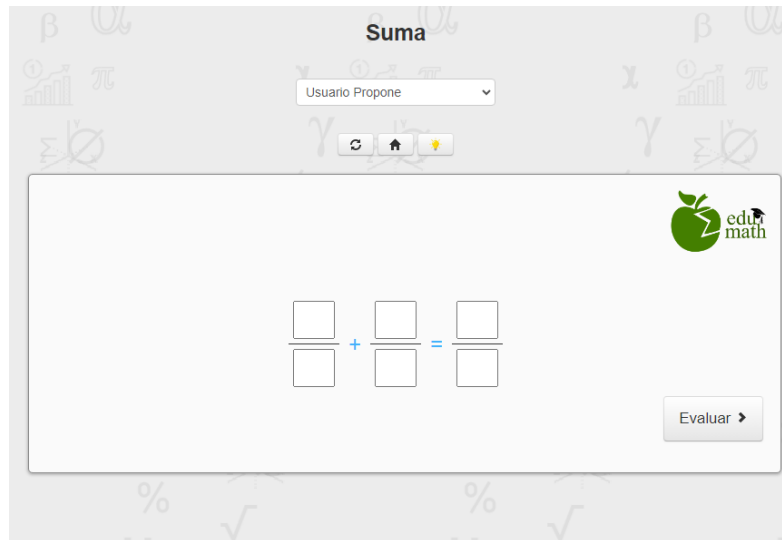 Suma
Usuario Propone
edu
math
+ =
Evaluar